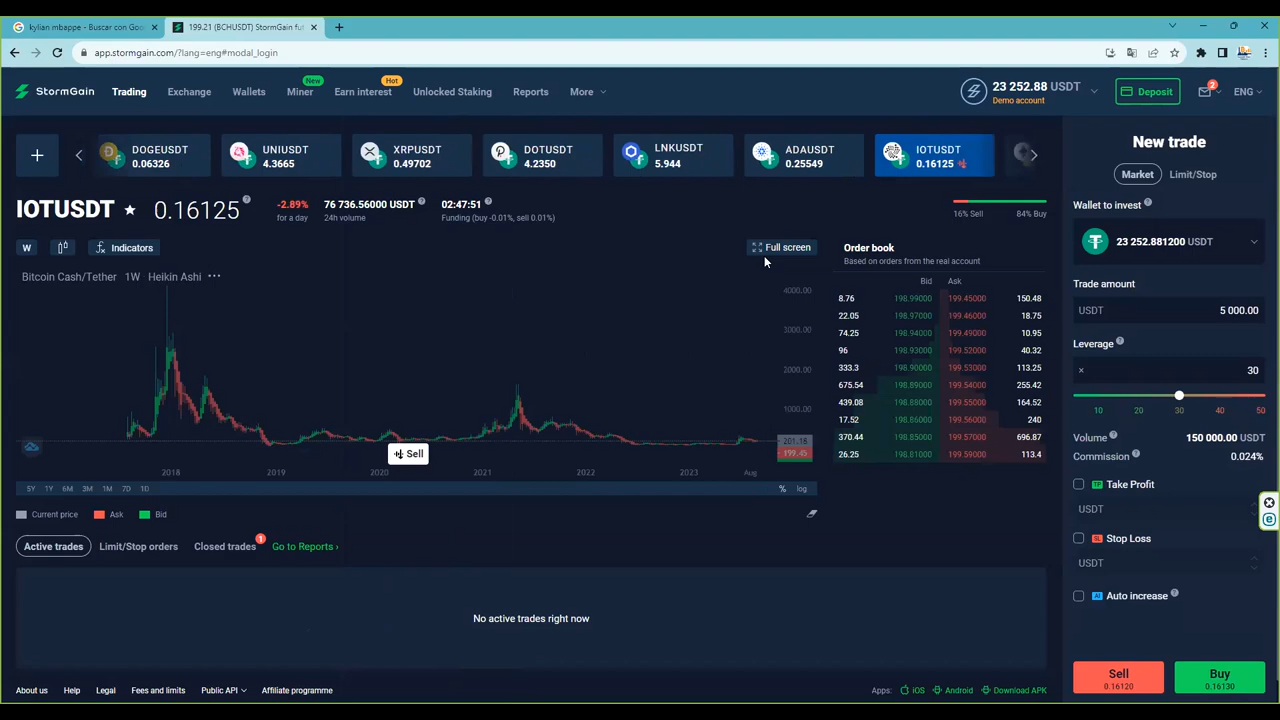 kylian mbappe - Buscar con Goo
199.21 (BCHUSDT) StormGain fu
app.stormgain.com/?lang=eng#modal_login
StormGain
Trading
Exchange
Wallets
Miner
New
Earn interest
Hot
Unlocked Staking
Reports
More
23 252.88 USDT
Demo account
Deposit
2
ENG
DOGEUSDT
0.06326
UNIUSDT
4.3665
XRPUSDT
0.49702
DOTUSDT
4.2350
LNKUSDT
5.944
ADAUSDT
0.25549
IOTUSDT
0.16125
IOTUSDT
0.16125
-2.89%
for a day
76 736.56000 USDT
24h volume
02:47:51
Funding (buy -0.01%, sell 0.01%)
16% Sell
84% Buy
W
Indicators
Full screen
Bitcoin Cash/Tether 1W Heikin Ashi
4000.00
3000.00
2000.00
1000.00
201.18
199.45
Sell
2018 2019 2020 2021 2022 2023 Aug
5Y 1Y 6M 3M 1M 7D 1D
% log
Current price
Ask
Bid
Order book
Based on orders from the real account
Bid Ask
8.76 198.99000 199.45000 150.48
22.05 198.97000 199.46000 18.75
74.25 198.94000 199.49000 10.95
96 198.93000 199.52000 40.32
333.3 198.90000 199.53000 113.25
675.54 198.89000 199.54000 255.42
439.08 198.88000 199.55000 164.52
17.52 198.86000 199.56000 240
370.44 198.85000 199.57000 696.87
26.25 198.81000 199.59000 113.4
Active trades
Limit/Stop orders
Closed trades
1
Go to Reports ›
No active trades right now
New trade
Market
Limit/Stop
Wallet to invest
23 252.881200 USDT
Trade amount
USDT 5 000.00
Leverage
× 30
10 20 30 40 50
Volume 150 000.00 USDT
Commission 0.024%
TP Take Profit
USDT
SL Stop Loss
USDT
AI Auto increase
Sell
0.16120
Buy
0.16130
About us
Help
Legal
Fees and limits
Public API
Affiliate programme
Apps:
iOS
Android
Download APK